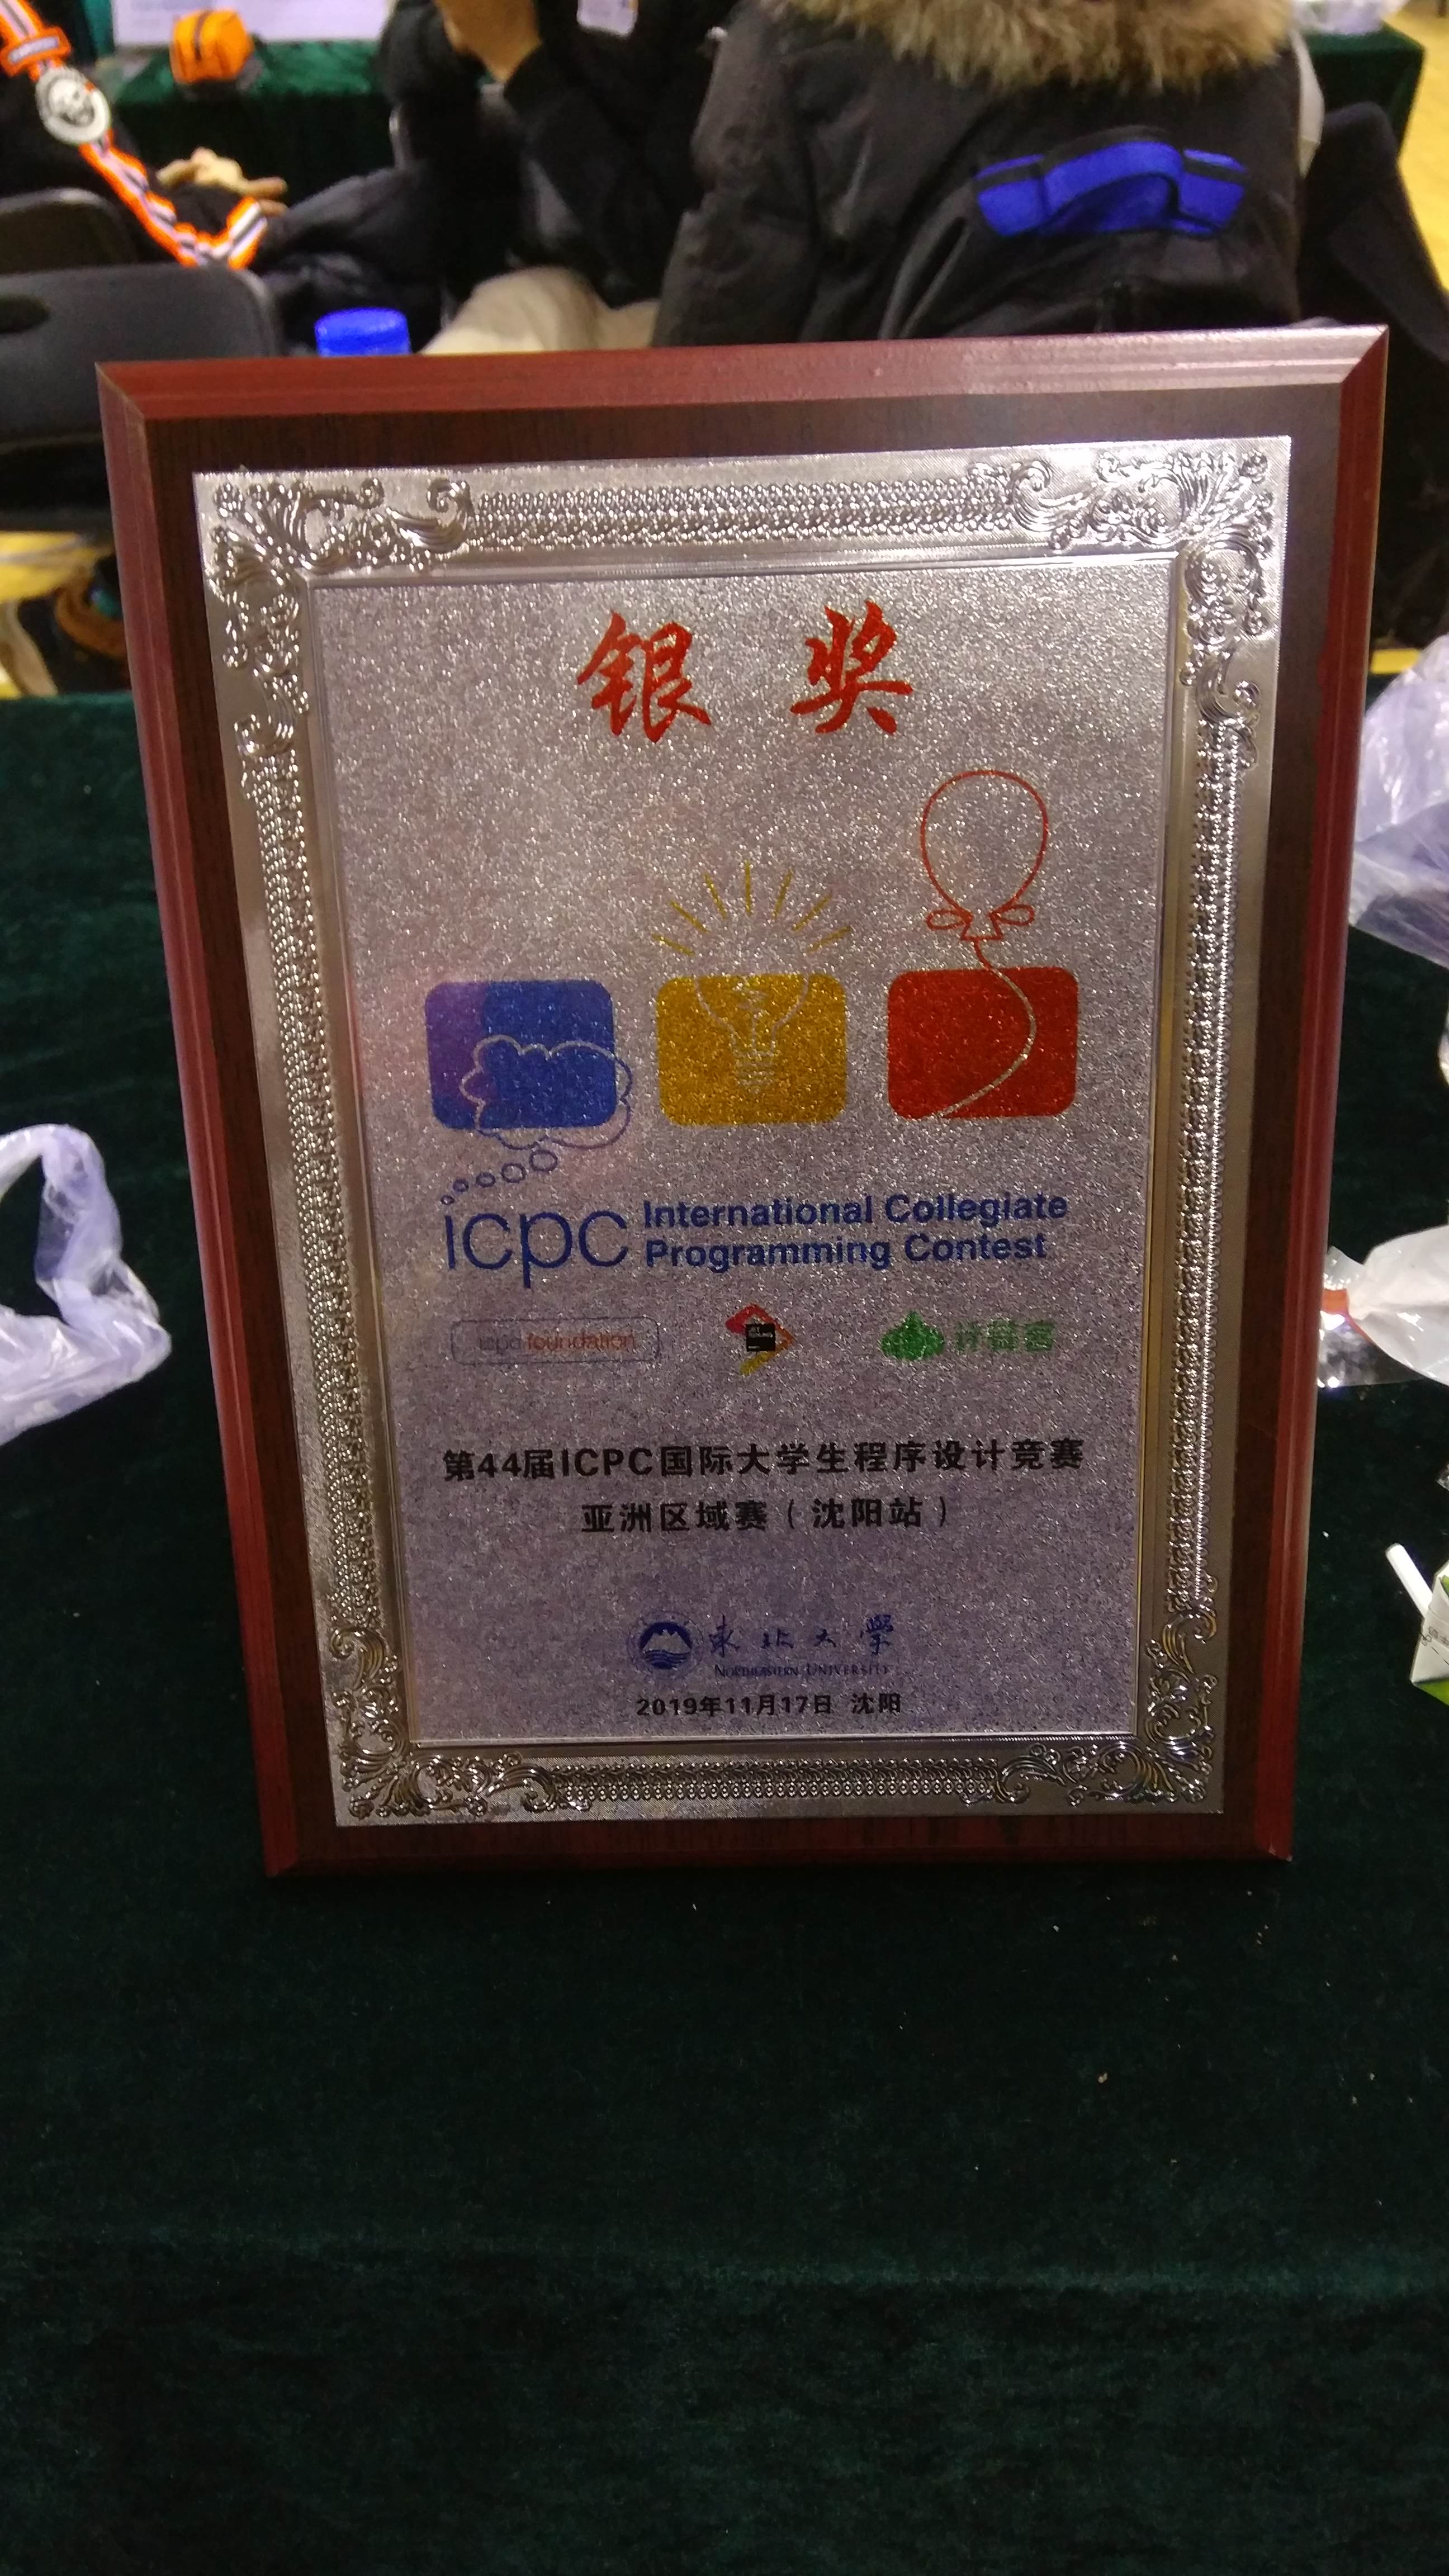 银奖
icpc International Collegiate
Programming Contest
icpc foundation
计蒜客
第44届ICPC国际大学生程序设计竞赛
亚洲区域赛（沈阳站）
東北大學
NORTHEASTERN UNIVERSITY
2019年11月17日 沈阳